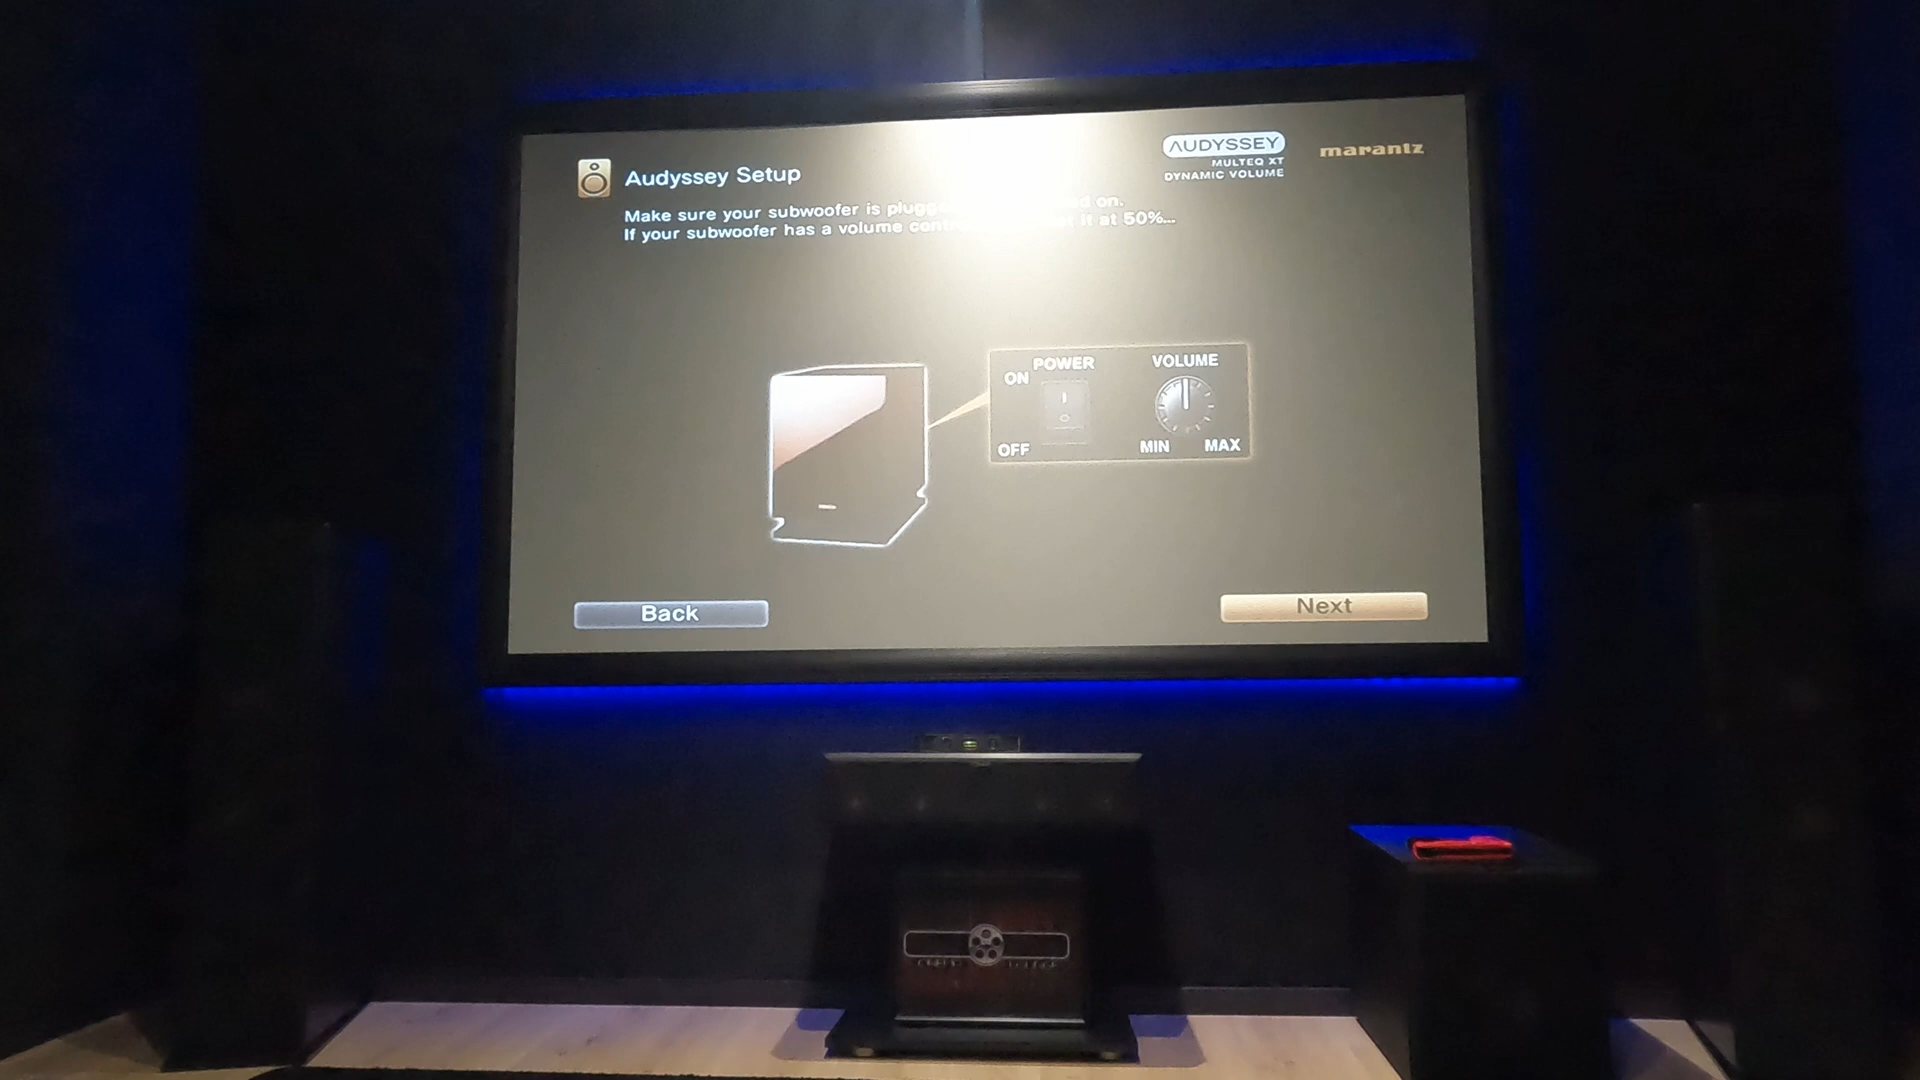 AUDYSSEY
marantz
MULTEQ XT
DYNAMIC VOLUME
Audyssey Setup
Make sure your subwoofer is on.
If your subwoofer has a volume it at 50%...
POWER
VOLUME
ON
OFF
MIN
MAX
Back
Next